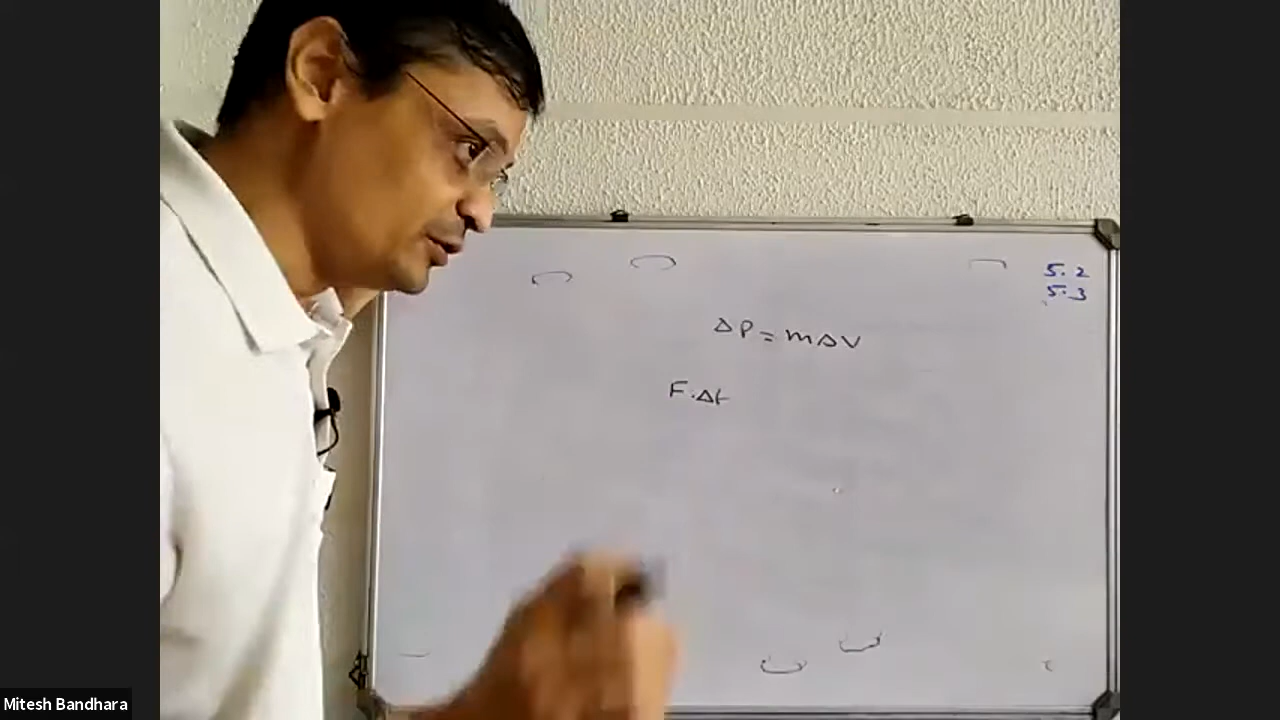 5.2
5.3
ΔP = mΔV
F.Δt
Mitesh Bandhara